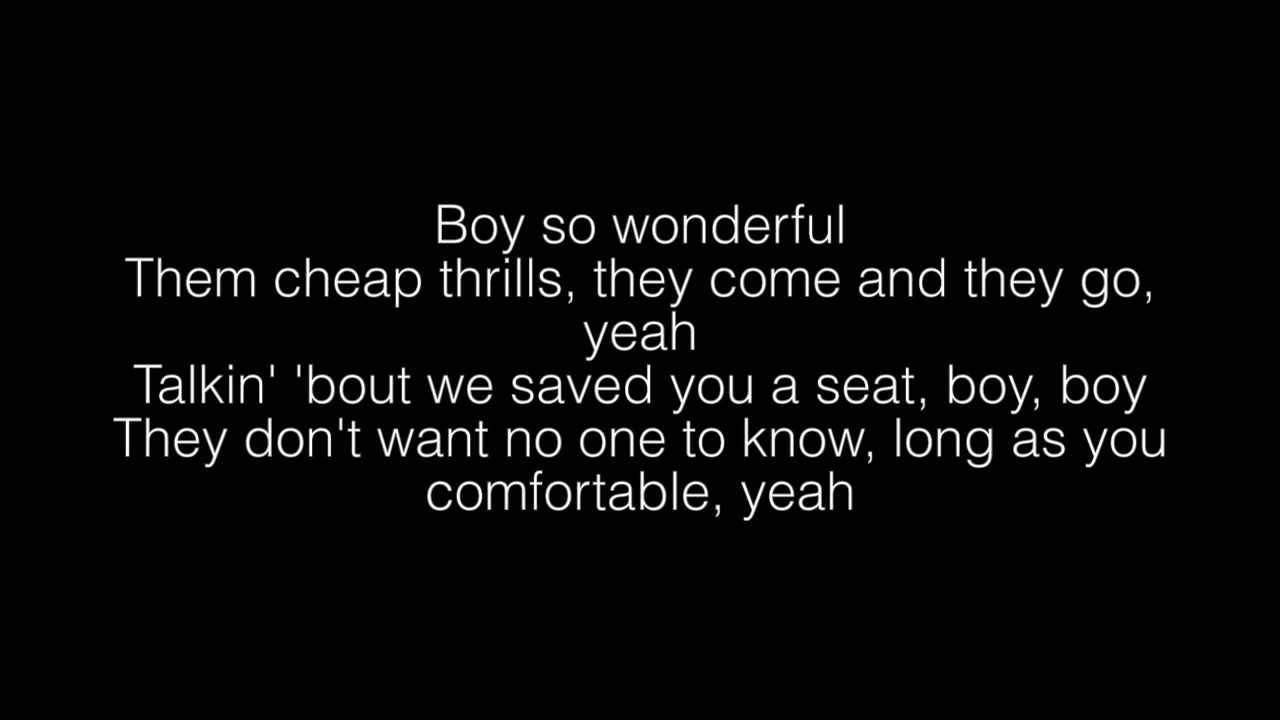 Boy so wonderful
Them cheap thrills, they come and they go,
yeah
Talkin' 'bout we saved you a seat, boy, boy
They don't want no one to know, long as you
comfortable, yeah